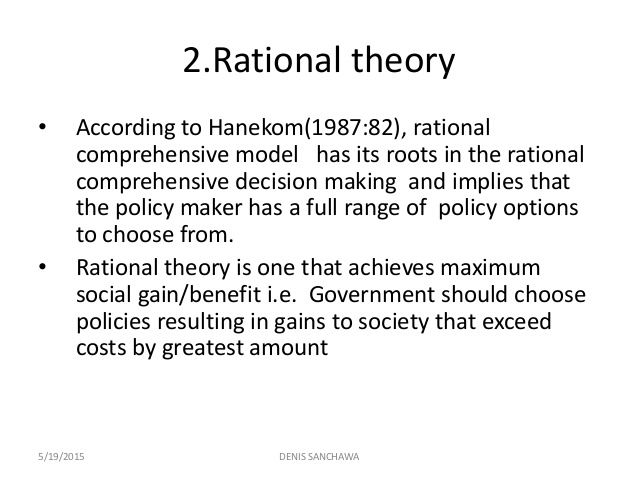 2.Rational theory
• According to Hanekom(1987:82), rational
comprehensive model has its roots in the rational
comprehensive decision making and implies that
the policy maker has a full range of policy options
to choose from.
• Rational theory is one that achieves maximum
social gain/benefit i.e. Government should choose
policies resulting in gains to society that exceed
costs by greatest amount
5/19/2015 DENIS SANCHAWA